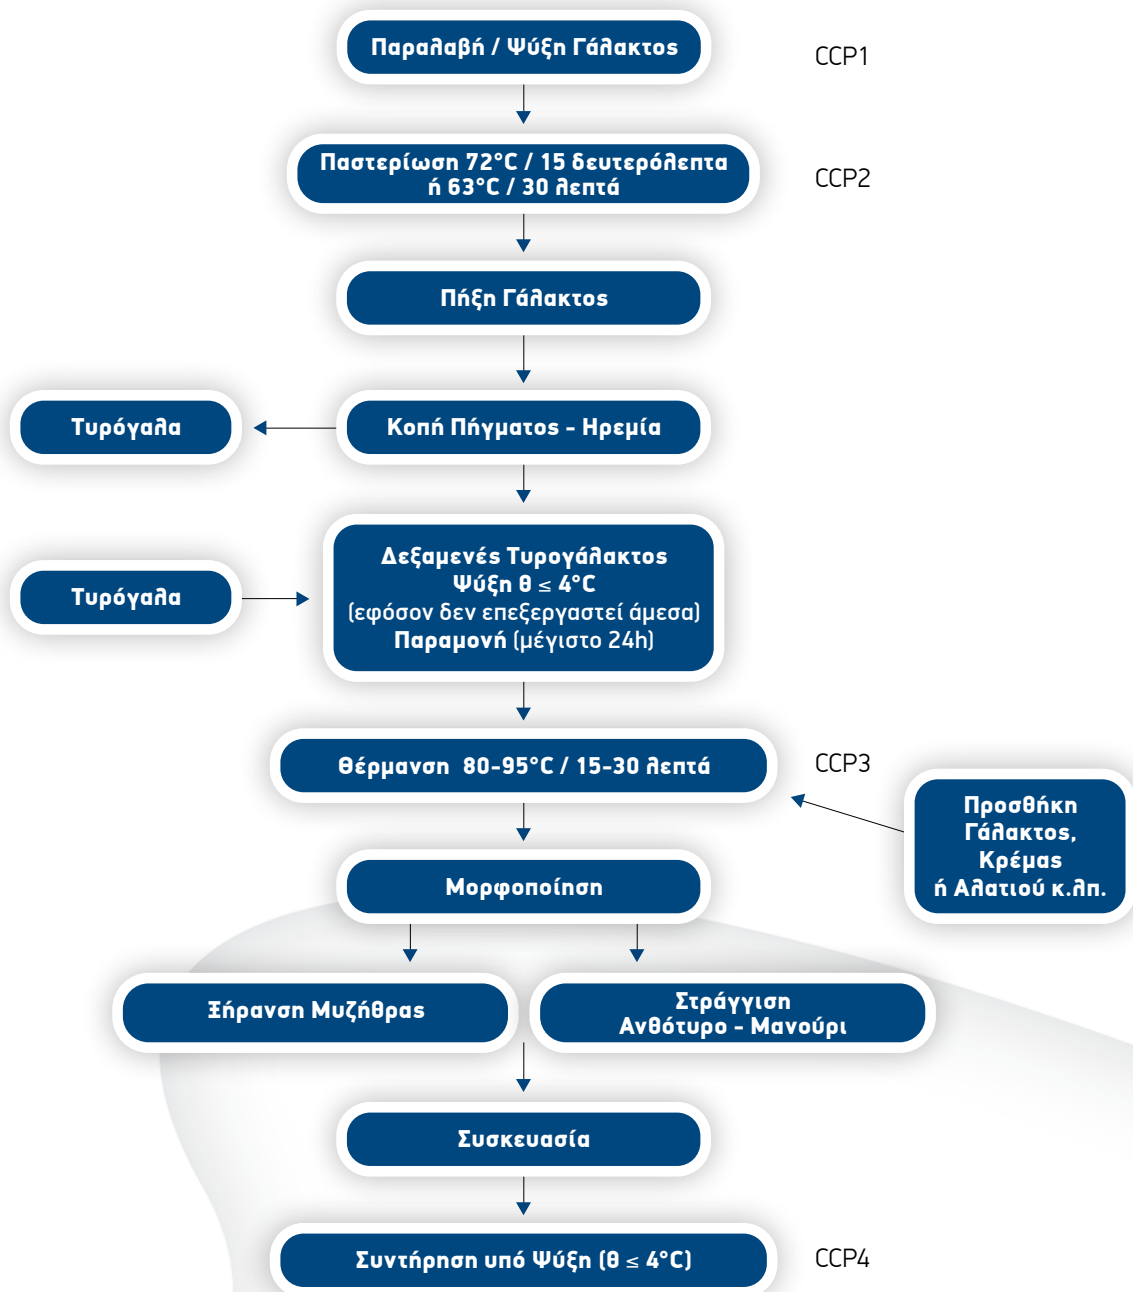 Παραλαβή / Ψύξη Γάλακτος
CCP1
Παστερίωση 72°C / 15 δευτερόλεπτα
ή 63°C / 30 λεπτά
CCP2
Πήξη Γάλακτος
Τυρόγαλα
Κοπή Πήγματος - Ηρεμία
Τυρόγαλα
Δεξαμενές Τυρογάλακτος
Ψύξη θ ≤ 4°C
(εφόσον δεν επεξεργαστεί άμεσα)
Παραμονή (μέγιστο 24h)
Θέρμανση 80-95°C / 15-30 λεπτά
CCP3
Προσθήκη
Γάλακτος,
Κρέμας
ή Αλατιού κ.λπ.
Μορφοποίηση
Ξήρανση Μυζήθρας
Στράγγιση
Ανθότυρο - Μανούρι
Συσκευασία
Συντήρηση υπό Ψύξη (θ ≤ 4°C)
CCP4